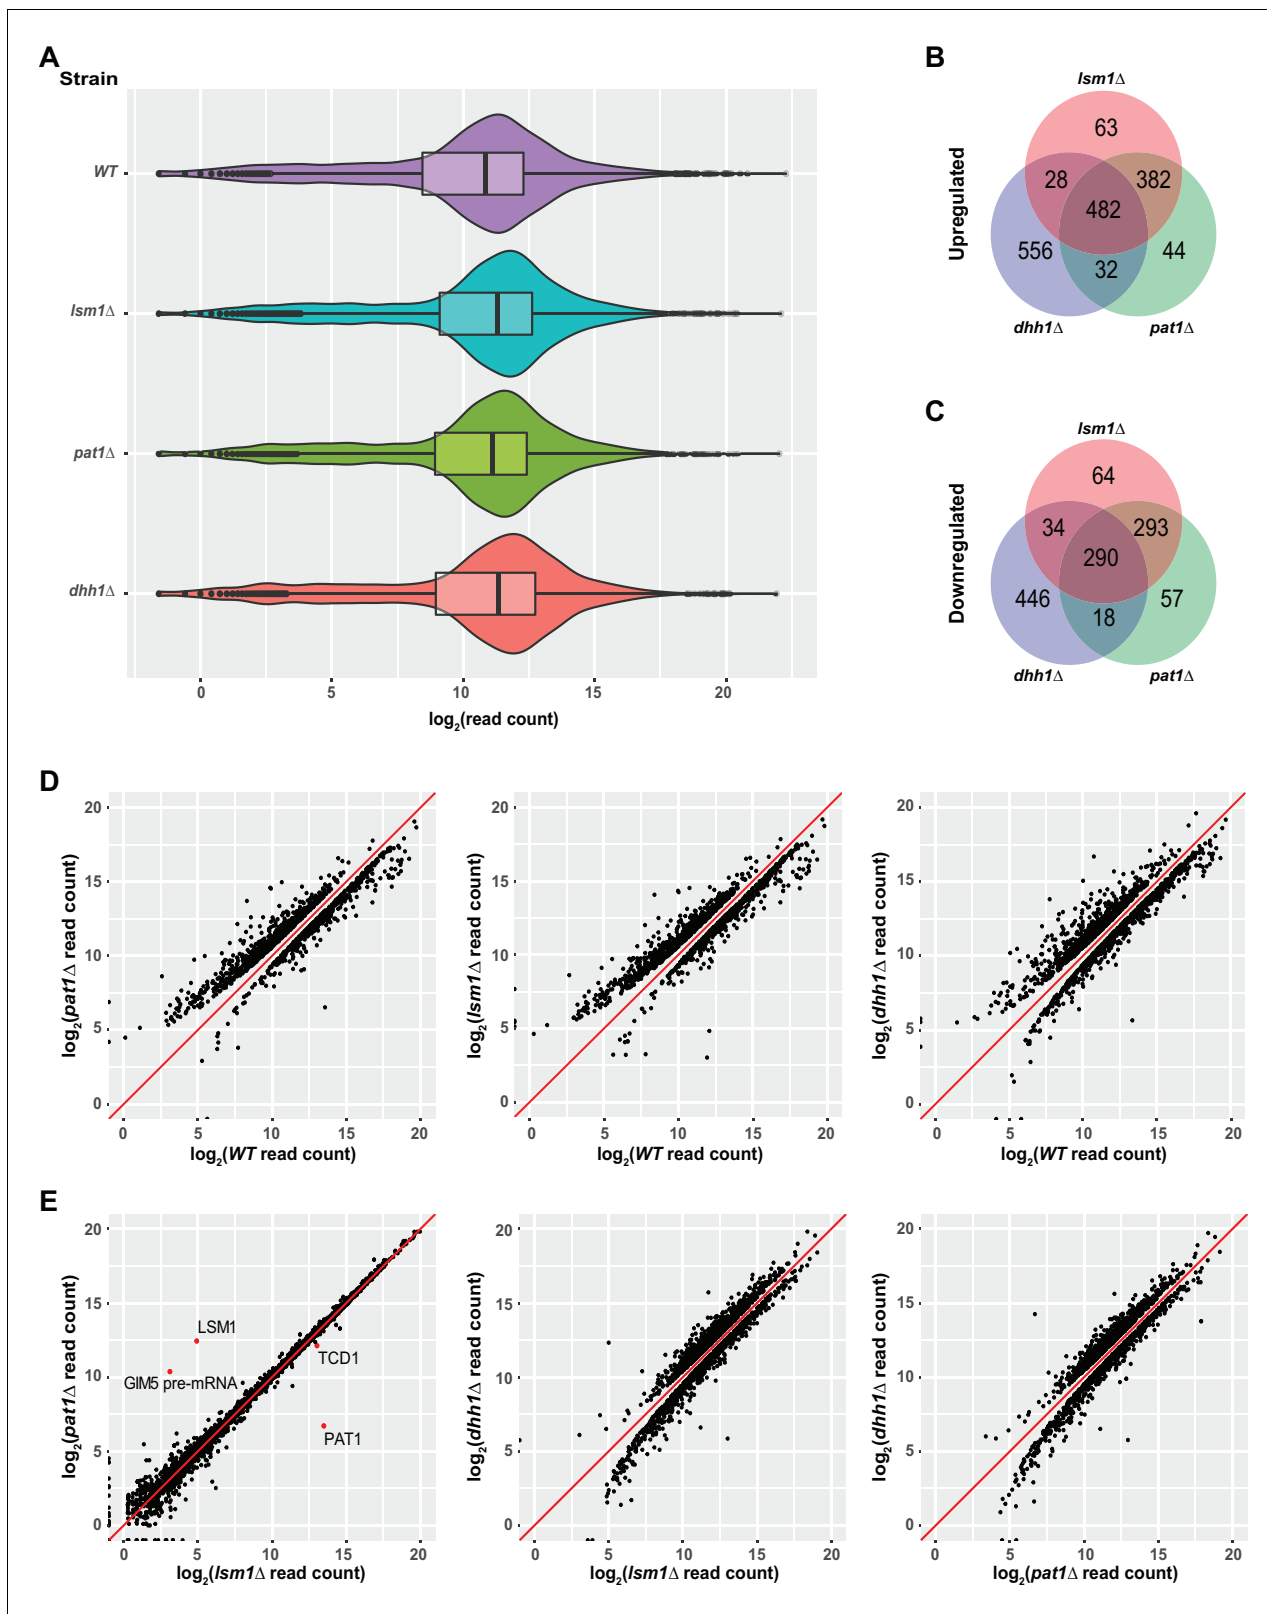 A
Strain
WT
lsm1Δ
pat1Δ
dhh1Δ
0 5 10 15 20
log2(read count)
B
Upregulated
lsm1Δ
63
28 382
482
556 44
32
dhh1Δ pat1Δ
C
Downregulated
lsm1Δ
64
34 293
290
446 57
18
dhh1Δ pat1Δ
D
log2(pat1Δ read count)
20
15
10
5
0
0 5 10 15 20
log2(WT read count)
log2(lsm1Δ read count)
20
15
10
5
0
0 5 10 15 20
log2(WT read count)
log2(dhh1Δ read count)
20
15
10
5
0
0 5 10 15 20
log2(WT read count)
E
log2(pat1Δ read count)
20
15
10
5
0
LSM1
TCD1
GIM5 pre-mRNA
PAT1
0 5 10 15 20
log2(lsm1Δ read count)
log2(dhh1Δ read count)
20
15
10
5
0
0 5 10 15 20
log2(lsm1Δ read count)
log2(dhh1Δ read count)
20
15
10
5
0
0 5 10 15 20
log2(pat1Δ read count)